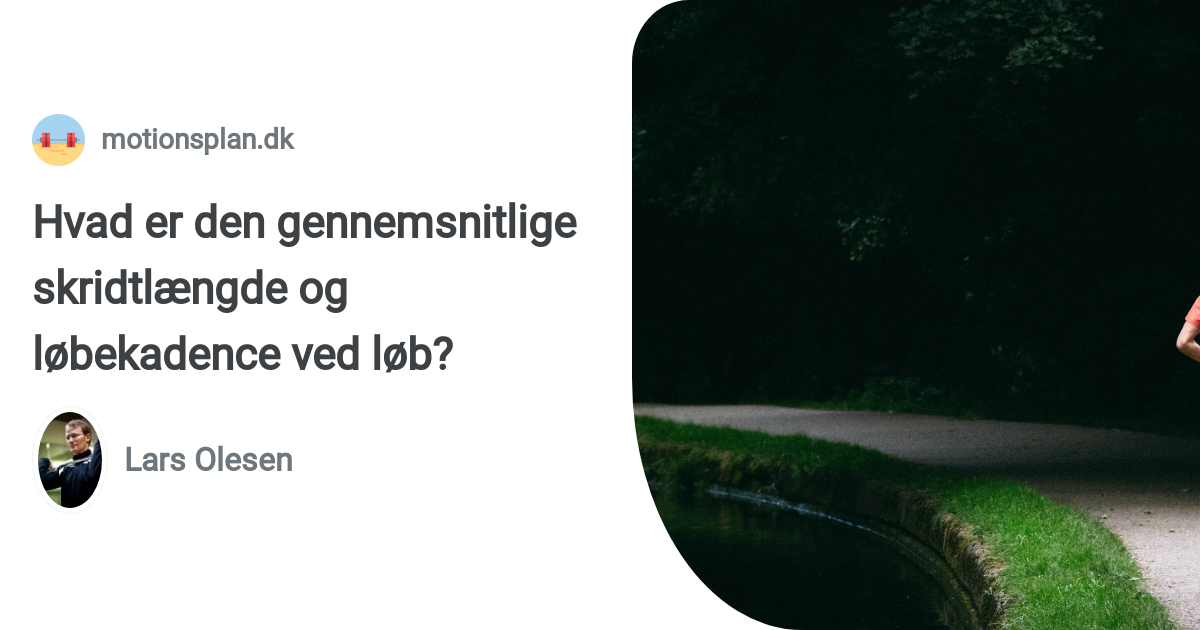 motionsplan.dk
Hvad er den gennemsnitlige
skridtlængde og
løbekadence ved løb?
Lars Olesen